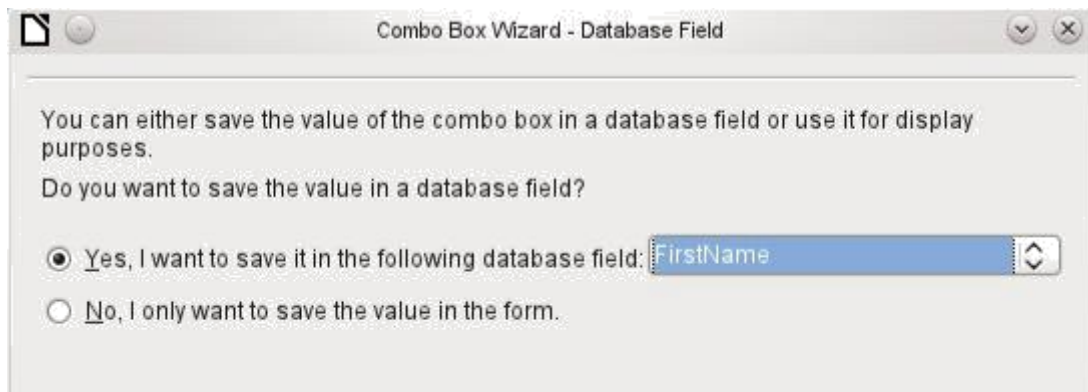 Combo Box Wizard - Database Field
You can either save the value of the combo box in a database field or use it for display
purposes.
Do you want to save the value in a database field?
Yes, I want to save it in the following database field: FirstName
No, I only want to save the value in the form.